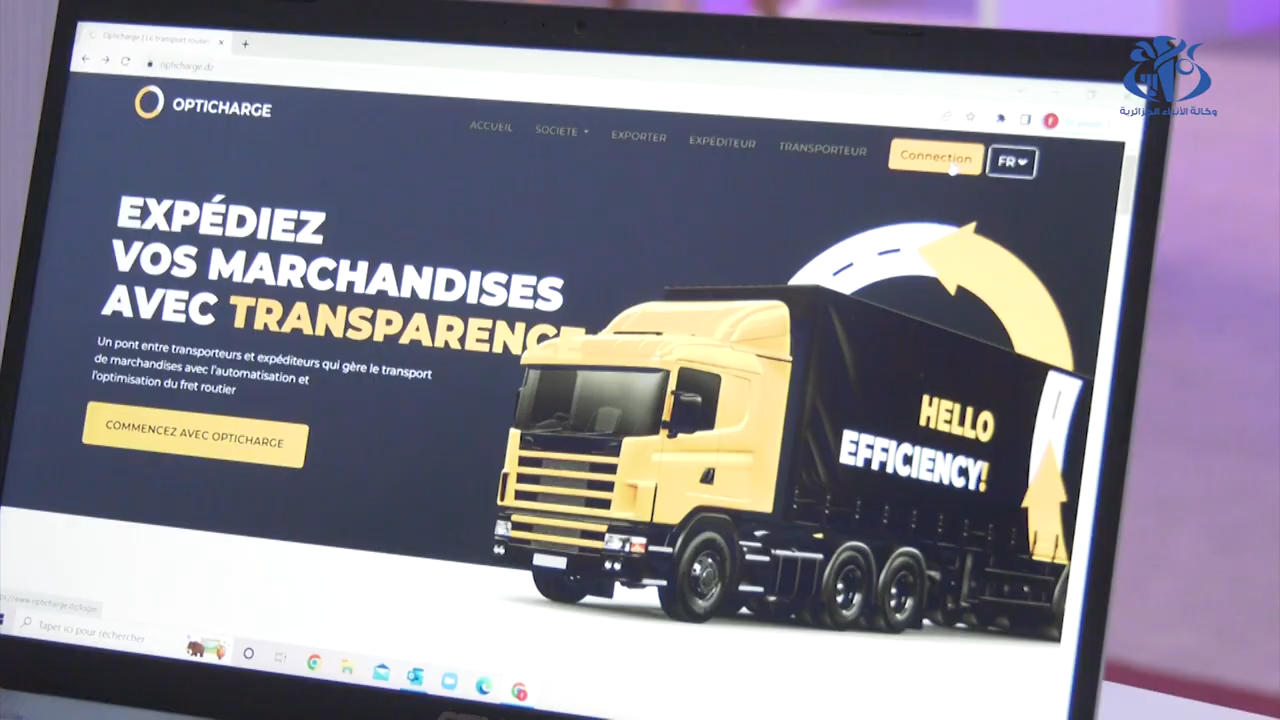 Opticharge | Le transport routier
opticharge.dz
وكالة الأنباء الجزائرية
OPTICHARGE
ACCUEIL
SOCIETE
EXPORTER
EXPÉDITEUR
TRANSPORTEUR
Connection
FR
EXPÉDIEZ
VOS MARCHANDISES
AVEC TRANSPARENCE
Un pont entre transporteurs et expéditeurs qui gère le transport
de marchandises avec l'automatisation et
l'optimisation du fret routier
COMMENCEZ AVEC OPTICHARGE
HELLO
EFFICIENCY!
www.opticharge.dz/login
Taper ici pour rechercher